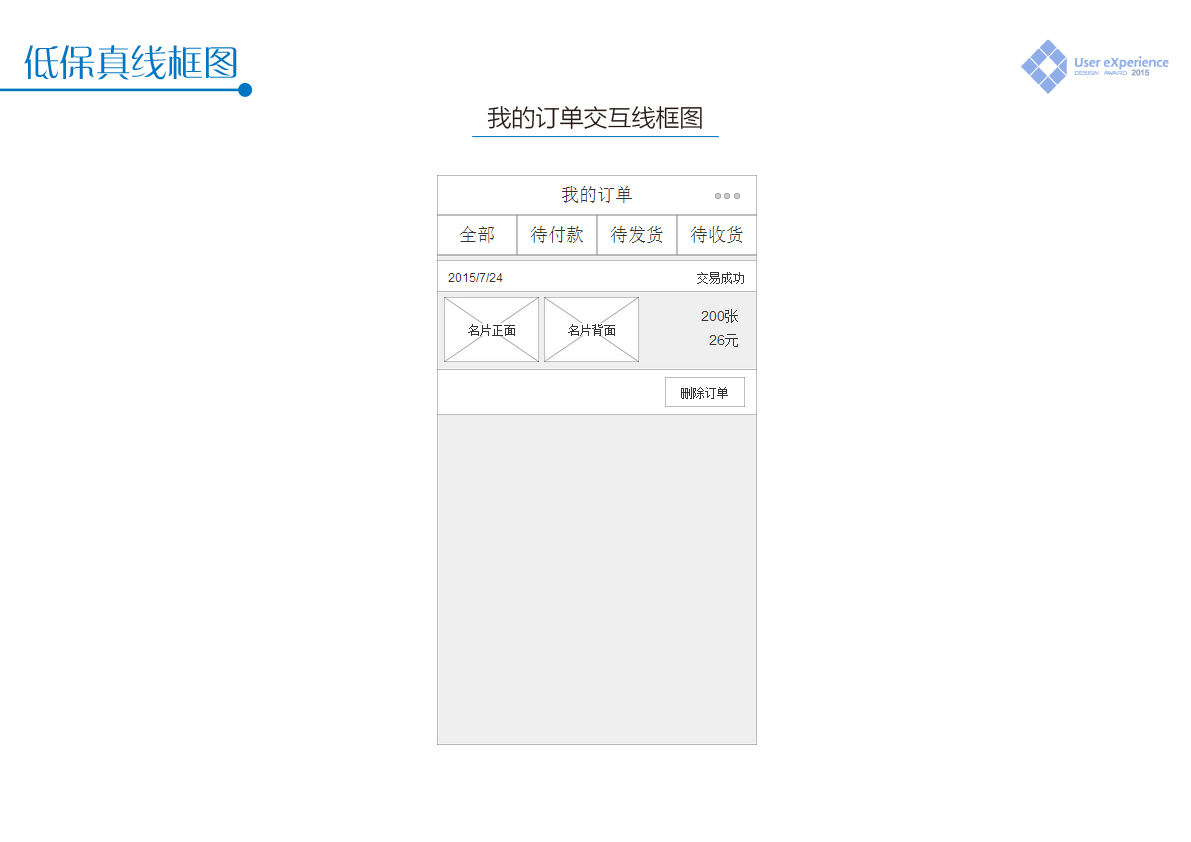 低保真线框图
User eXperience
DESIGN AWARD 2015
我的订单交互线框图
我的订单
全部 待付款 待发货 待收货
2015/7/24 交易成功
名片正面 名片背面 200张
26元
删除订单